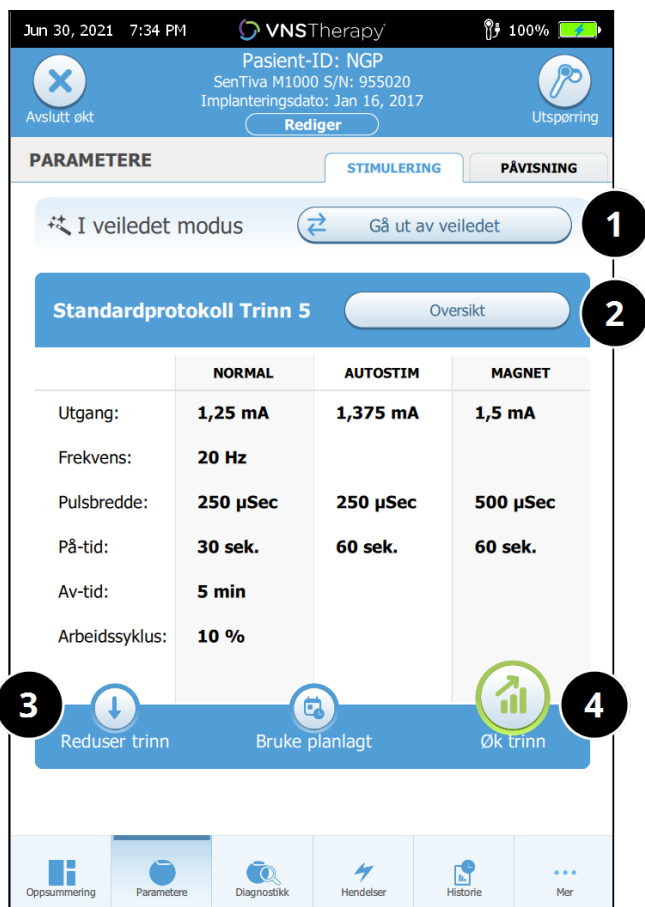 Jun 30, 2021 7:34 PM VNSTherapy 100%
Pasient-ID: NGP
SenTiva M1000 S/N: 955020
Implanteringsdato: Jan 16, 2017
Avslutt økt Rediger Utspørring
PARAMETERE STIMULERING PÅVISNING
I veiledet modus Gå ut av veiledet 1
Standardprotokoll Trinn 5 Oversikt 2
NORMAL AUTOSTIM MAGNET
Utgang: 1,25 mA 1,375 mA 1,5 mA
Frekvens: 20 Hz
Pulsbredde: 250 µSec 250 µSec 500 µSec
På-tid: 30 sek. 60 sek. 60 sek.
Av-tid: 5 min
Arbeidssyklus: 10 %
3 4
Reduser trinn Bruke planlagt Øk trinn
Oppsummering Parametere Diagnostikk Hendelser Historie Mer